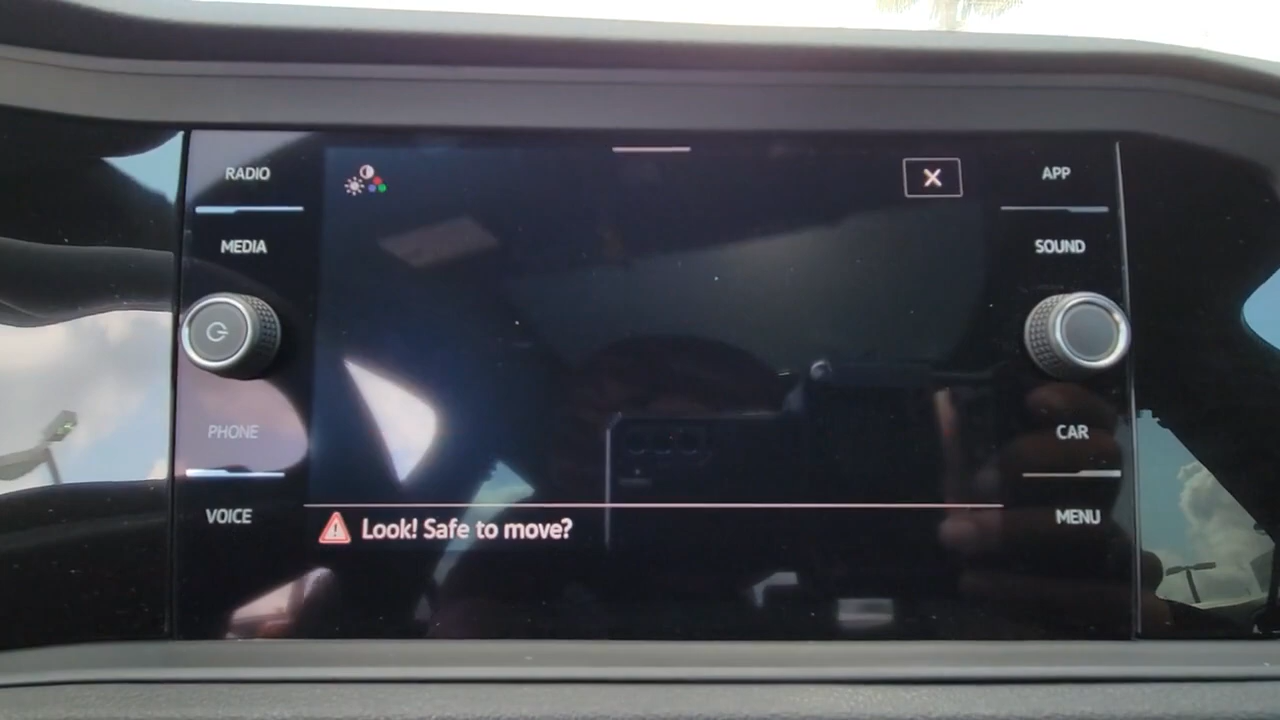 RADIO
APP
MEDIA
SOUND
PHONE
CAR
VOICE
MENU
Look! Safe to move?